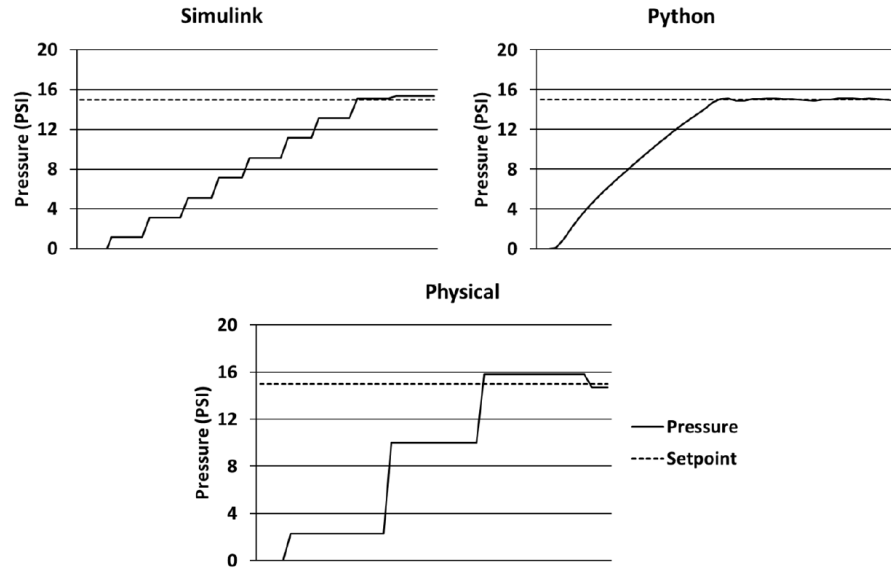 Simulink
20
16
12
8
4
0
Pressure (PSI)
Python
20
16
12
8
4
0
Pressure (PSI)
Physical
20
16
12
8
4
0
Pressure (PSI)
Pressure
Setpoint